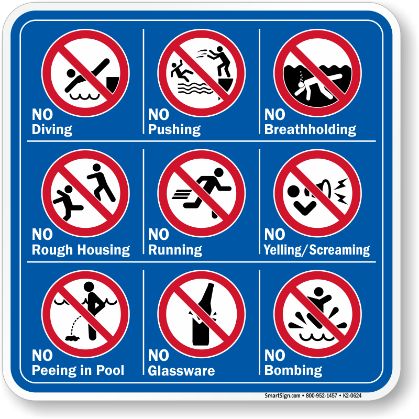 NO
Diving
NO
Pushing
NO
Breathholding
NO
Rough Housing
NO
Running
NO
Yelling/Screaming
NO
Peeing in Pool
NO
Glassware
NO
Bombing
SmartSign.com • 800-952-1457 • K2-0624